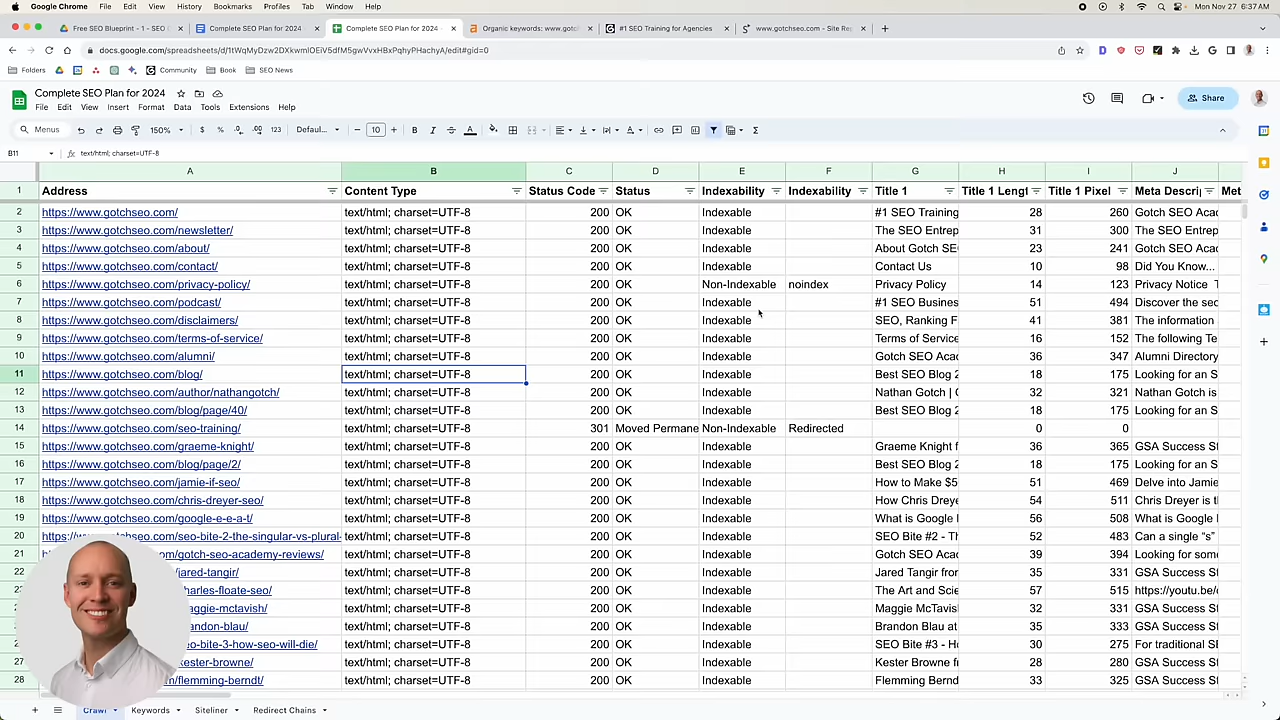 Google Chrome File Edit View History Bookmarks Profiles Tab Window Help Mon Nov 27 6:37 AM
Free SEO Blueprint - 1 - SEO Complete SEO Plan for 2024 Complete SEO Plan for 2024 - Organic keywords: www.gotch #1 SEO Training for Agencies www.gotchseo.com - Site Rep
docs.google.com/spreadsheets/d/1tWqMyDzw2DXkwmlOEiV5dfM5gwVvxHBxPqhyPHachyA/edit#gid=0
Folders Community Book SEO News
Complete SEO Plan for 2024
File Edit View Insert Format Data Tools Extensions Help
Share
Menus 150% $ % .0 .00 123 Defaul... 10 B I A Σ
B11 fx text/html; charset=UTF-8
A B C D E F G H I J
1 Address Content Type Status Code Status Indexability Indexability Title 1 Title 1 Lengt Title 1 Pixel Meta Descrip Met
2 https://www.gotchseo.com/ text/html; charset=UTF-8 200 OK Indexable #1 SEO Training 28 260 Gotch SEO Aca
3 https://www.gotchseo.com/newsletter/ text/html; charset=UTF-8 200 OK Indexable The SEO Entrep 31 300 The SEO Entrep
4 https://www.gotchseo.com/about/ text/html; charset=UTF-8 200 OK Indexable About Gotch SE 23 241 Gotch SEO Aca
5 https://www.gotchseo.com/contact/ text/html; charset=UTF-8 200 OK Indexable Contact Us 10 98 Did You Know...
6 https://www.gotchseo.com/privacy-policy/ text/html; charset=UTF-8 200 OK Non-Indexable noindex Privacy Policy 14 123 Privacy Notice T
7 https://www.gotchseo.com/podcast/ text/html; charset=UTF-8 200 OK Indexable #1 SEO Busines 51 494 Discover the sec
8 https://www.gotchseo.com/disclaimers/ text/html; charset=UTF-8 200 OK Indexable SEO, Ranking F 41 381 The information
9 https://www.gotchseo.com/terms-of-service/ text/html; charset=UTF-8 200 OK Indexable Terms of Service 16 152 The following Te
10 https://www.gotchseo.com/alumni/ text/html; charset=UTF-8 200 OK Indexable Gotch SEO Acac 36 347 Alumni Directory
11 https://www.gotchseo.com/blog/ text/html; charset=UTF-8 200 OK Indexable Best SEO Blog 2 18 175 Looking for an S
12 https://www.gotchseo.com/author/nathangotch/ text/html; charset=UTF-8 200 OK Indexable Nathan Gotch | G 32 321 Nathan Gotch is
13 https://www.gotchseo.com/blog/page/40/ text/html; charset=UTF-8 200 OK Indexable Best SEO Blog 2 18 175 Looking for an S
14 https://www.gotchseo.com/seo-training/ text/html; charset=UTF-8 301 Moved Permane Non-Indexable Redirected 0 0
15 https://www.gotchseo.com/graeme-knight/ text/html; charset=UTF-8 200 OK Indexable Graeme Knight f 36 365 GSA Success St
16 https://www.gotchseo.com/blog/page/2/ text/html; charset=UTF-8 200 OK Indexable Best SEO Blog 2 18 175 Looking for an S
17 https://www.gotchseo.com/jamie-if-seo/ text/html; charset=UTF-8 200 OK Indexable How to Make $5 51 469 Delve into Jamie
18 https://www.gotchseo.com/chris-dreyer-seo/ text/html; charset=UTF-8 200 OK Indexable How Chris Dreye 54 511 Chris Dreyer is t
19 https://www.gotchseo.com/google-e-e-a-t/ text/html; charset=UTF-8 200 OK Indexable What is Google 56 508 What is Google
20 https://www.gotchseo.com/seo-bite-2-the-singular-vs-plural- text/html; charset=UTF-8 200 OK Indexable SEO Bite #2 - Th 52 483 Can a single “s”
21 .gotchseo.com/gotch-seo-academy-reviews/ text/html; charset=UTF-8 200 OK Indexable Gotch SEO Acac 39 394 Looking for some
22 jared-tangir/ text/html; charset=UTF-8 200 OK Indexable Jared Tangir from 35 331 GSA Success St
harles-floate-seo/ text/html; charset=UTF-8 200 OK Indexable The Art and Scie 57 515 https://youtu.be/
aggie-mctavish/ text/html; charset=UTF-8 200 OK Indexable Maggie McTavis 32 331 GSA Success St
randon-blau/ text/html; charset=UTF-8 200 OK Indexable Brandon Blau at 35 333 GSA Success St
eo-bite-3-how-seo-will-die/ text/html; charset=UTF-8 200 OK Indexable SEO Bite #3 - Ho 30 275 For traditional SE
27 kester-browne/ text/html; charset=UTF-8 200 OK Indexable Kester Browne fr 28 280 GSA Success St
28 m/flemming-berndt/ text/html; charset=UTF-8 200 OK Indexable Flemming Bernd 33 325 GSA Success St
Crawl Keywords Siteliner Redirect Chains